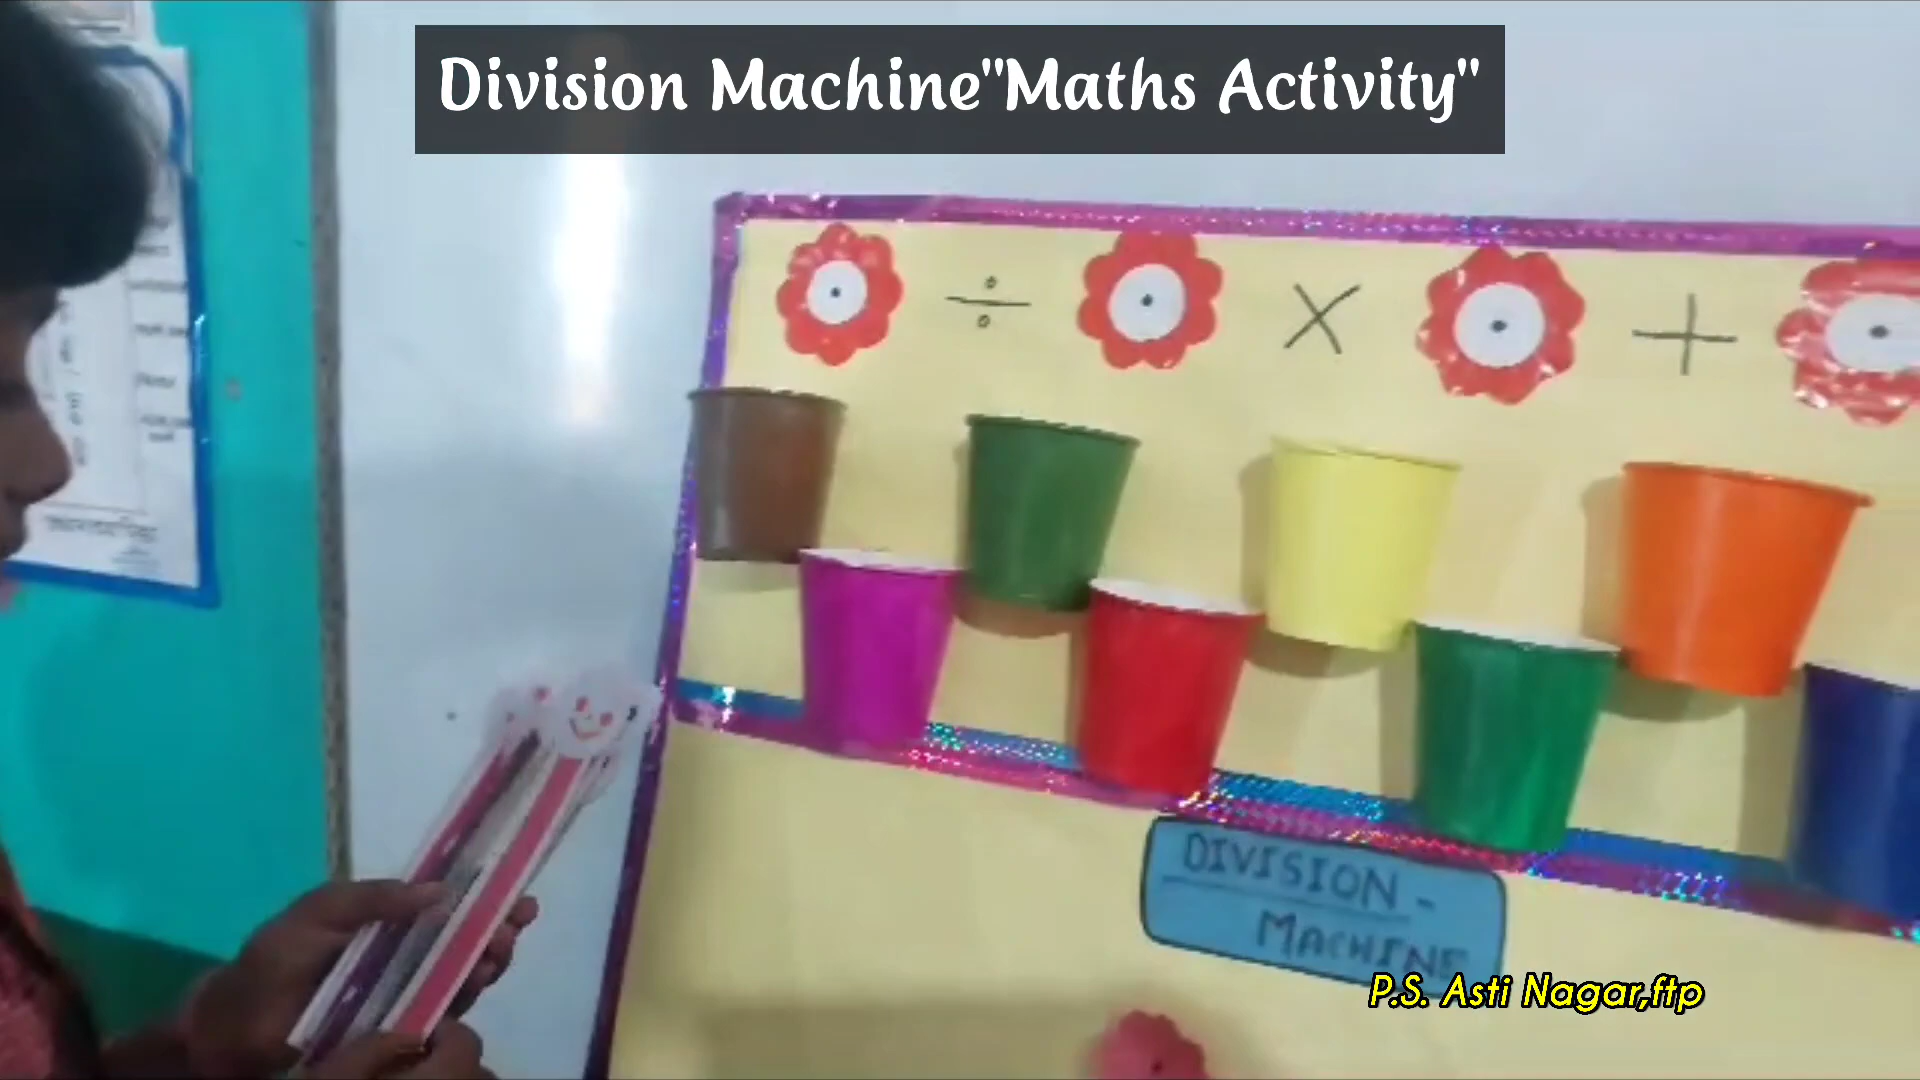 Division Machine"Maths Activity"
÷ × +
DIVISION -
MACHINE
P.S. Asti Nagar,ftp